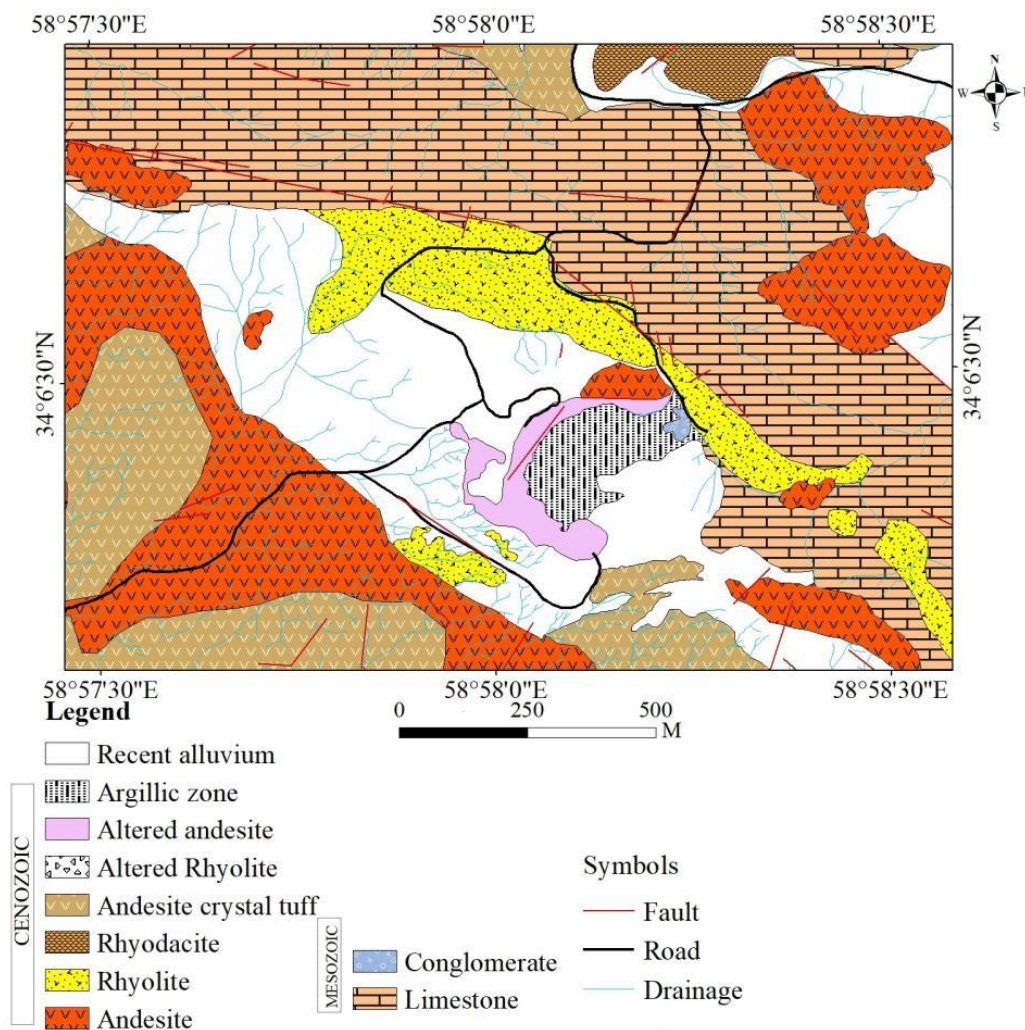 58°57'30"E 58°58'0"E 58°58'30"E
N
W E
S
34°6'30"N 34°6'30"N
58°57'30"E 58°58'0"E 58°58'30"E
Legend
0 250 500
M
Recent alluvium
Argillic zone
Altered andesite
Altered Rhyolite
Andesite crystal tuff
Rhyodacite
Rhyolite
Andesite
CENOZOIC
MESOZOIC
Conglomerate
Limestone
Symbols
Fault
Road
Drainage